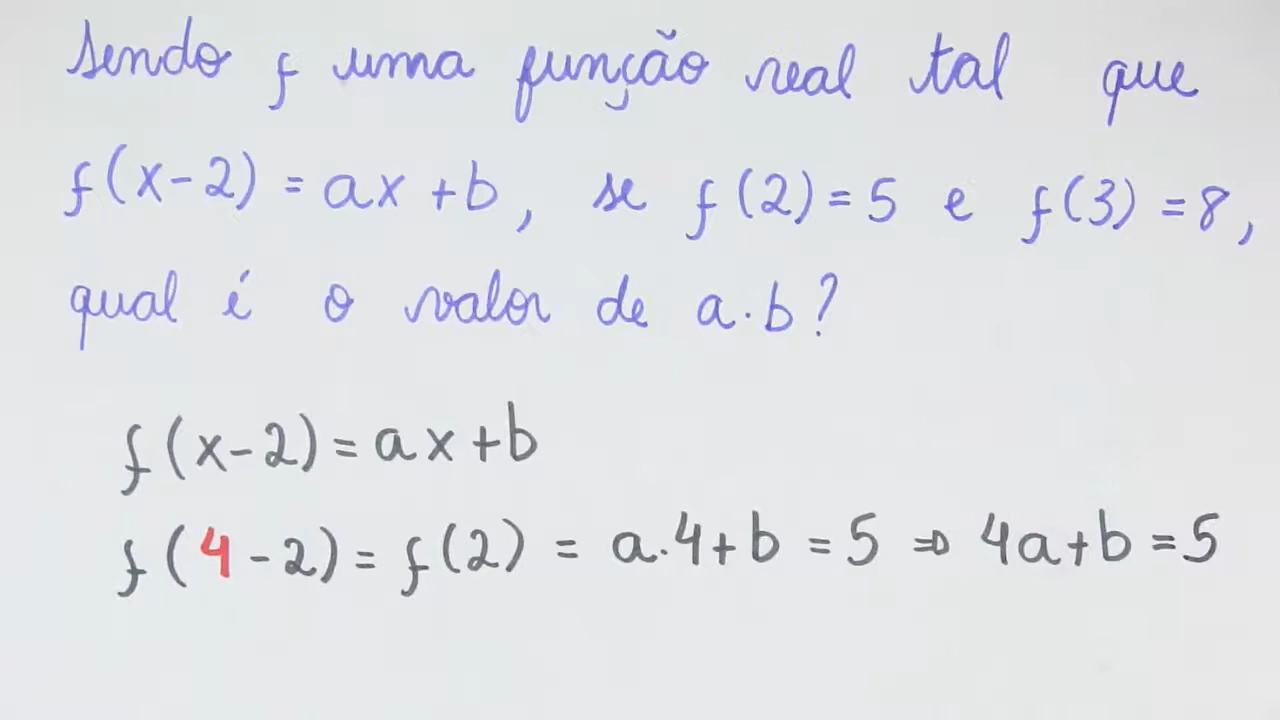 Sendo f uma função real tal que
f(x-2) = ax + b, se f(2) = 5 e f(3) = 8,
qual é o valor de a.b?
f(x-2) = ax + b
f(4-2) = f(2) = a.4 + b = 5 ⇒ 4a + b = 5